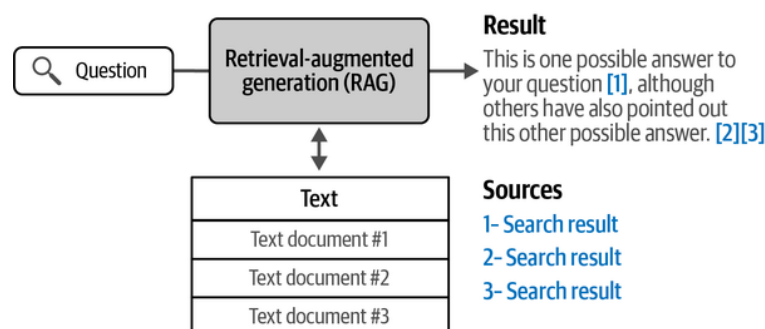 Question
Retrieval-augmented
generation (RAG)
Result
This is one possible answer to
your question [1], although
others have also pointed out
this other possible answer. [2][3]
Text
Text document #1
Text document #2
Text document #3
Sources
1– Search result
2– Search result
3– Search result